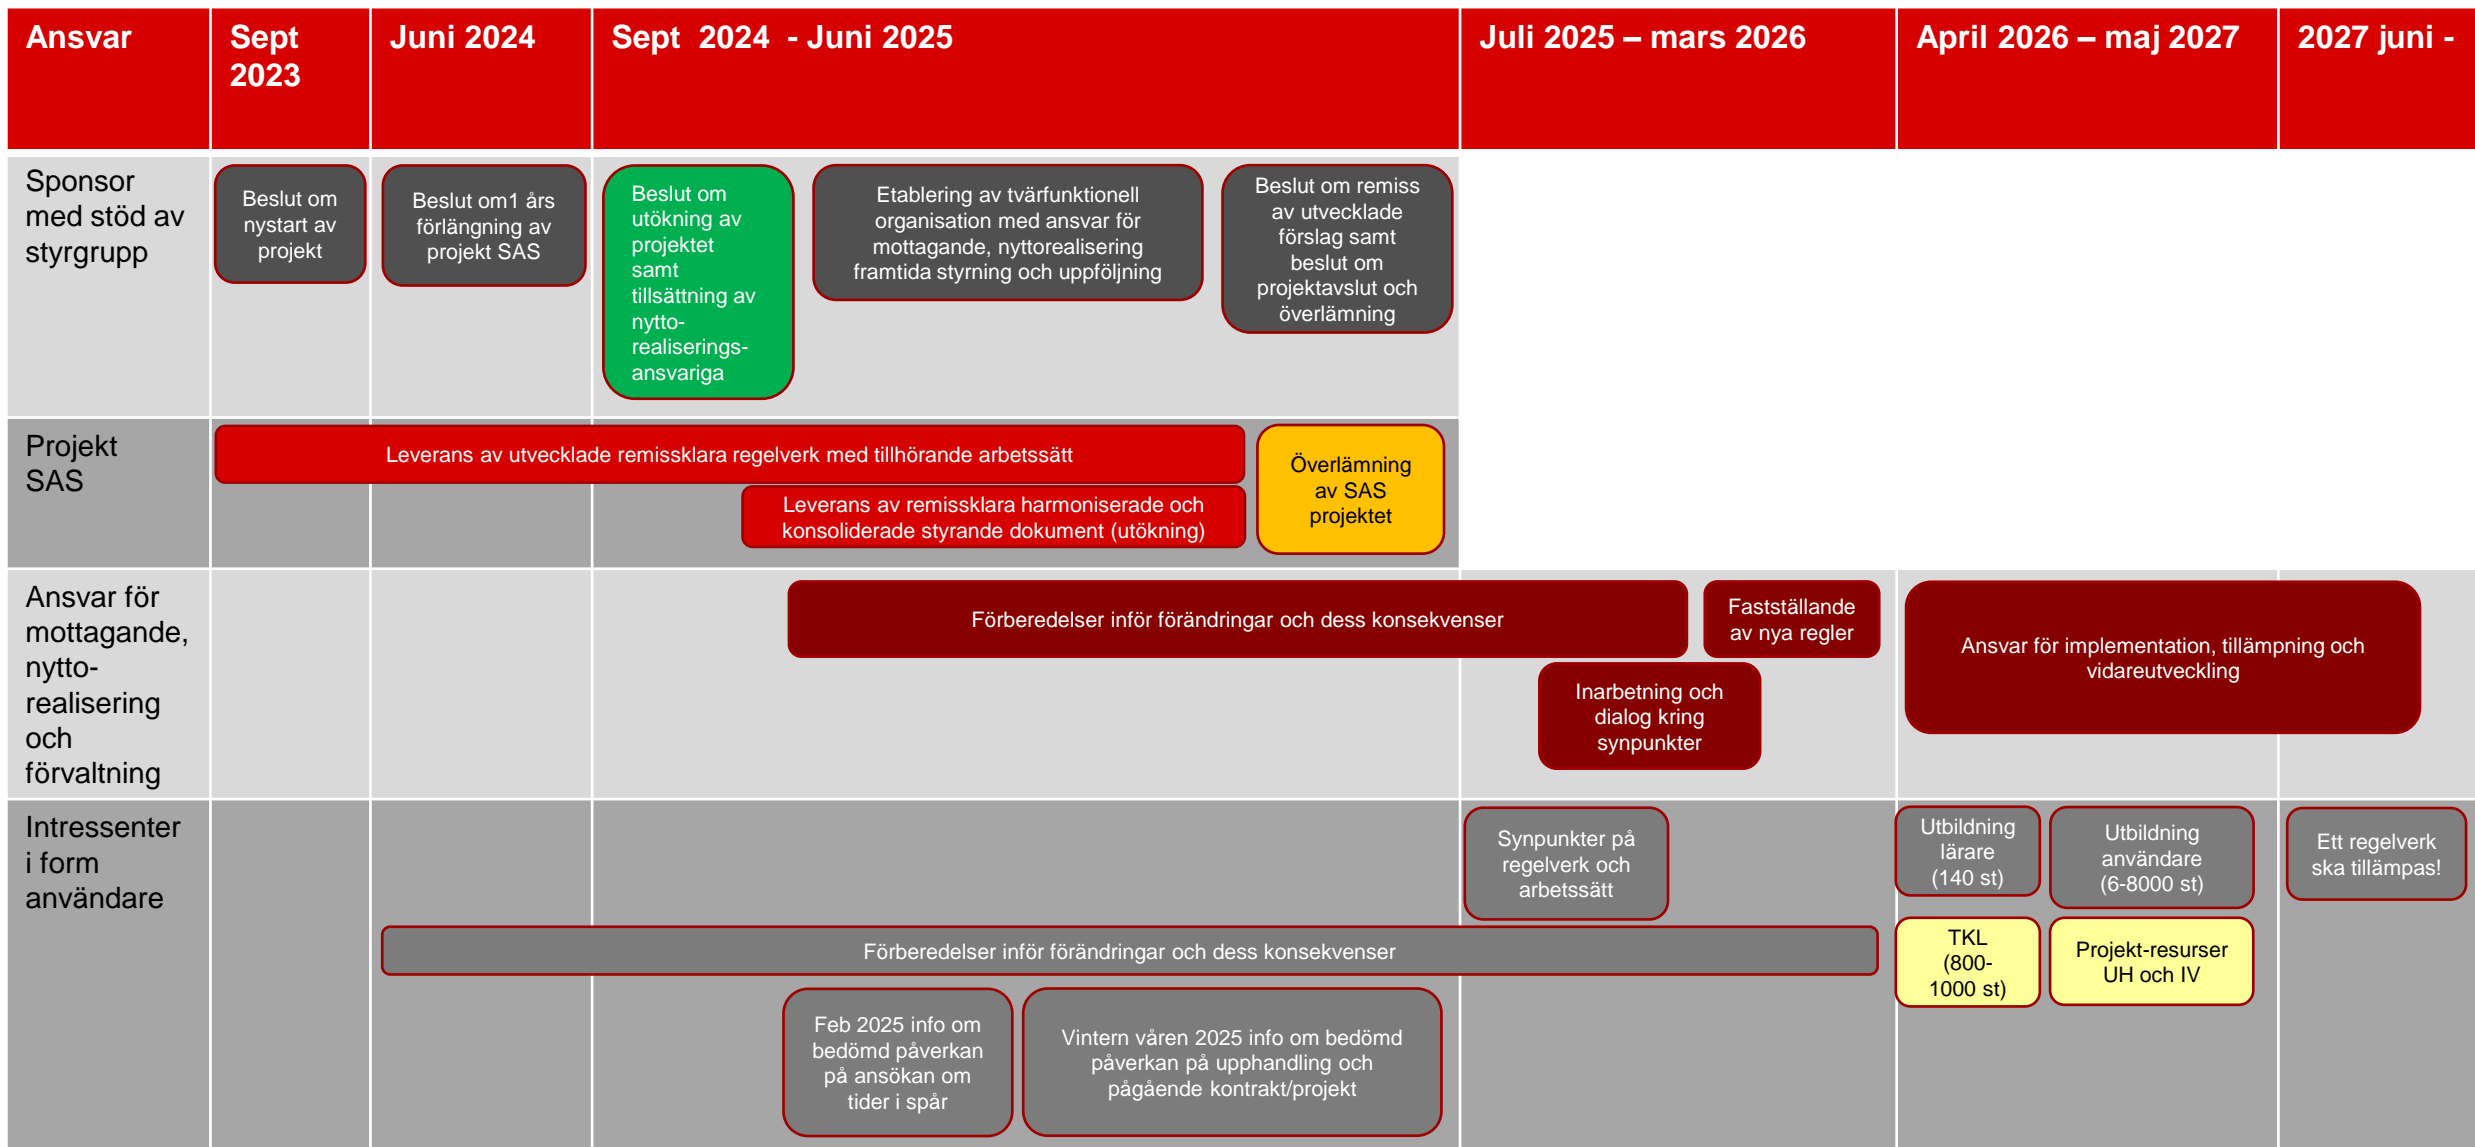 Ansvar
Sept
2023
Juni 2024
Sept 2024 - Juni 2025
Juli 2025 – mars 2026
April 2026 – maj 2027
2027 juni -
Sponsor
med stöd av
styrgrupp
Beslut om
nystart av
projekt
Beslut om1 års
förlängning av
projekt SAS
Beslut om
utökning av
projektet
samt
tillsättning av
nytto-
realiserings-
ansvariga
Etablering av tvärfunktionell
organisation med ansvar för
mottagande, nyttorealisering
framtida styrning och uppföljning
Beslut om remiss
av utvecklade
förslag samt
beslut om
projektavslut och
överlämning
Projekt
SAS
Leverans av utvecklade remissklara regelverk med tillhörande arbetssätt
Leverans av remissklara harmoniserade och
konsoliderade styrande dokument (utökning)
Överlämning
av SAS
projektet
Ansvar för
mottagande,
nytto-
realisering
och
förvaltning
Förberedelser inför förändringar och dess konsekvenser
Fastställande
av nya regler
Inarbetning och
dialog kring
synpunkter
Ansvar för implementation, tillämpning och
vidareutveckling
Intressenter
i form
användare
Synpunkter på
regelverk och
arbetssätt
Utbildning
lärare
(140 st)
Utbildning
användare
(6-8000 st)
Ett regelverk
ska tillämpas!
Förberedelser inför förändringar och dess konsekvenser
TKL
(800-
1000 st)
Projekt-resurser
UH och IV
Feb 2025 info om
bedömd påverkan
på ansökan om
tider i spår
Vintern våren 2025 info om bedömd
påverkan på upphandling och
pågående kontrakt/projekt